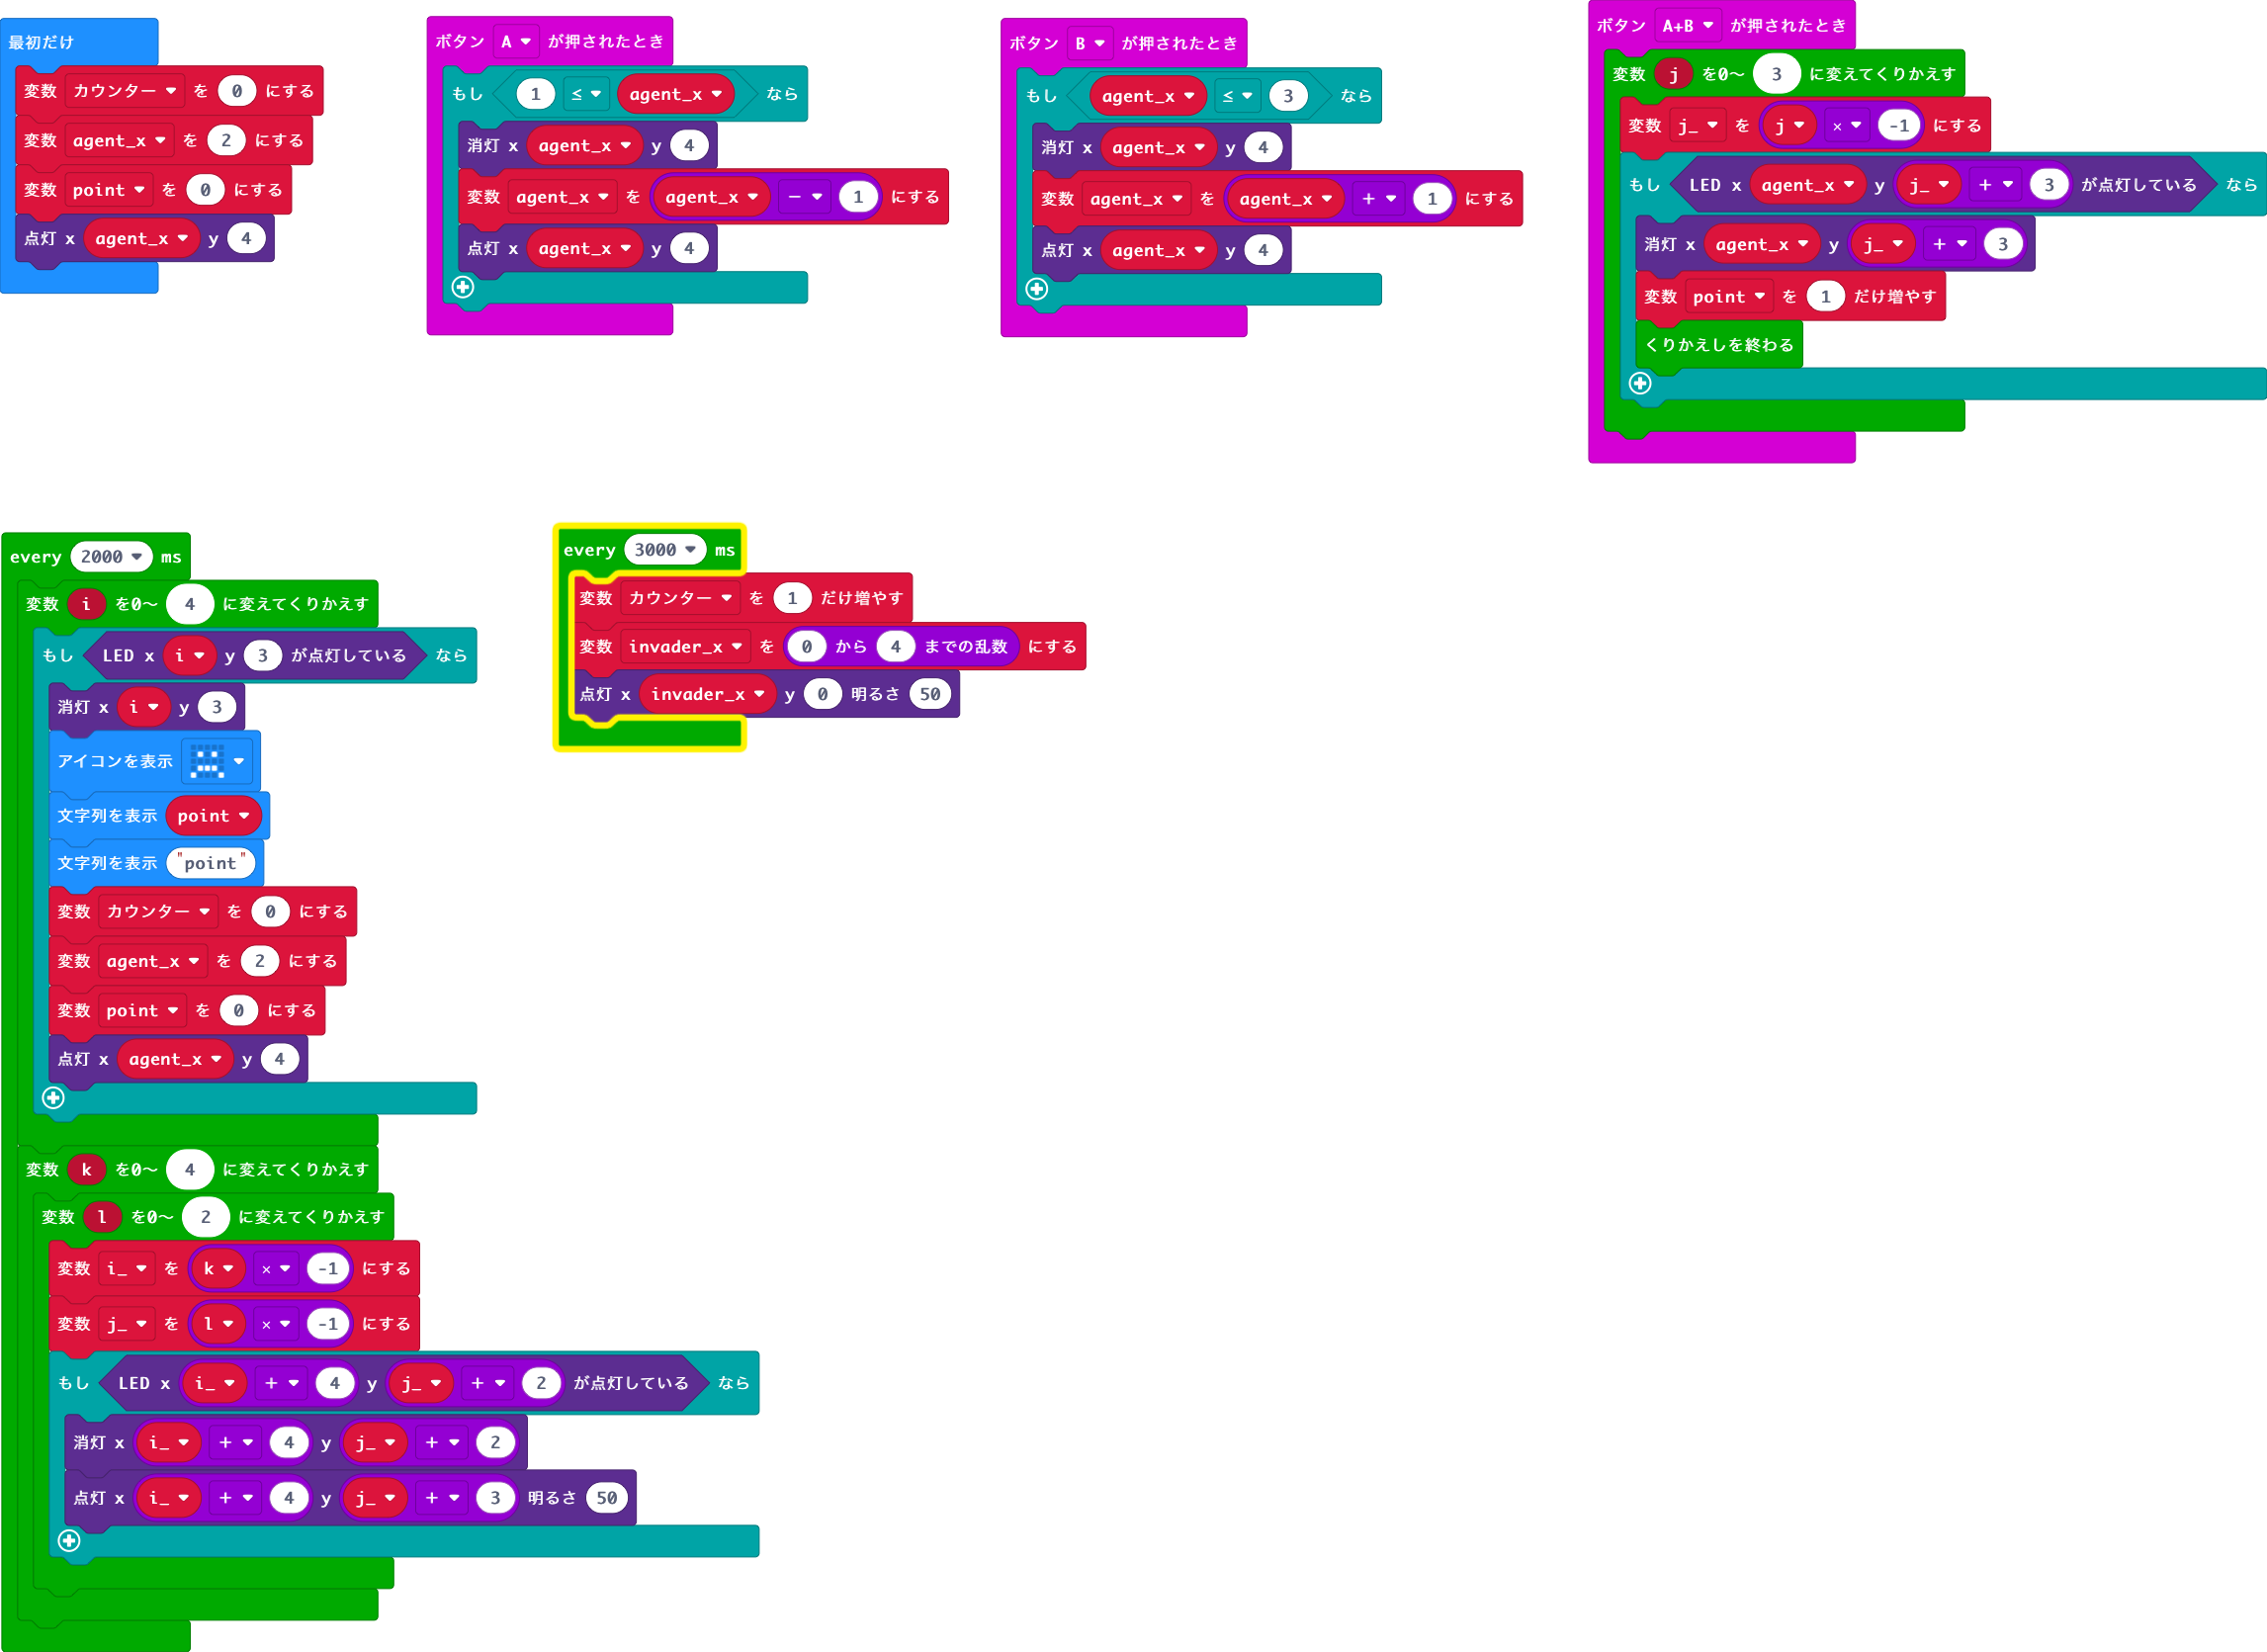 最初だけ
変数 カウンター を 0 にする
変数 agent_x を 2 にする
変数 point を 0 にする
点灯 x agent_x y 4
ボタン A が押されたとき
もし 1 ≤ agent_x なら
消灯 x agent_x y 4
変数 agent_x を agent_x - 1 にする
点灯 x agent_x y 4
ボタン B が押されたとき
もし agent_x ≤ 3 なら
消灯 x agent_x y 4
変数 agent_x を agent_x + 1 にする
点灯 x agent_x y 4
ボタン A+B が押されたとき
変数 j を0～ 3 に変えてくりかえす
変数 j_ を j × -1 にする
もし LED x agent_x y j_ + 3 が点灯している なら
消灯 x agent_x y j_ + 3
変数 point を 1 だけ増やす
くりかえしを終わる
every 2000 ms
変数 i を0～ 4 に変えてくりかえす
もし LED x i y 3 が点灯している なら
消灯 x i y 3
アイコンを表示
文字列を表示 point
文字列を表示 "point"
変数 カウンター を 0 にする
変数 agent_x を 2 にする
変数 point を 0 にする
点灯 x agent_x y 4
変数 k を0～ 4 に変えてくりかえす
変数 l を0～ 2 に変えてくりかえす
変数 i_ を k × -1 にする
変数 j_ を l × -1 にする
もし LED x i_ + 4 y j_ + 2 が点灯している なら
消灯 x i_ + 4 y j_ + 2
点灯 x i_ + 4 y j_ + 3 明るさ 50
every 3000 ms
変数 カウンター を 1 だけ増やす
変数 invader_x を 0 から 4 までの乱数 にする
点灯 x invader_x y 0 明るさ 50